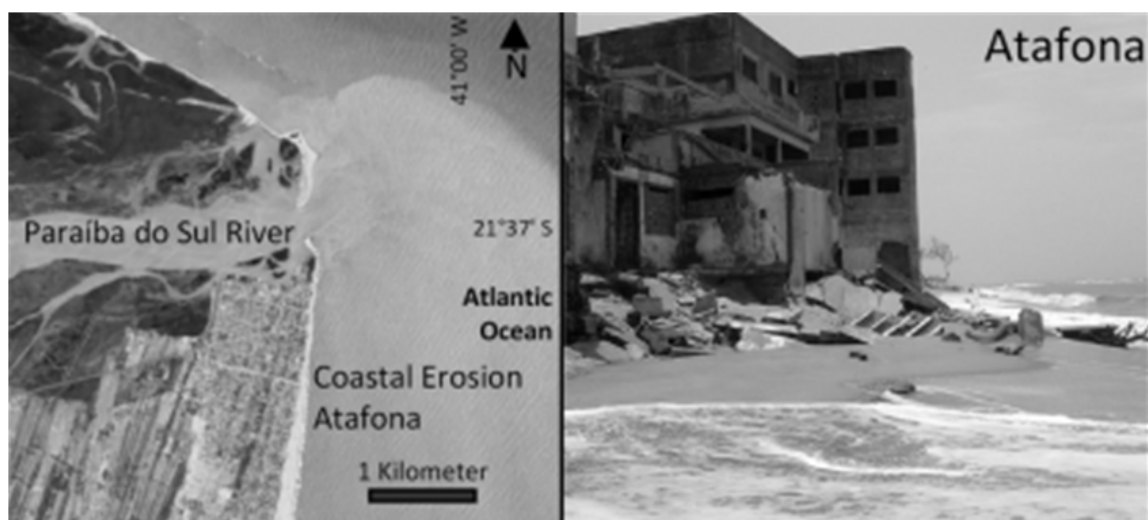 N
41°00' W
Paraíba do Sul River
21°37' S
Atlantic
Ocean
Coastal Erosion
Atafona
1 Kilometer
Atafona